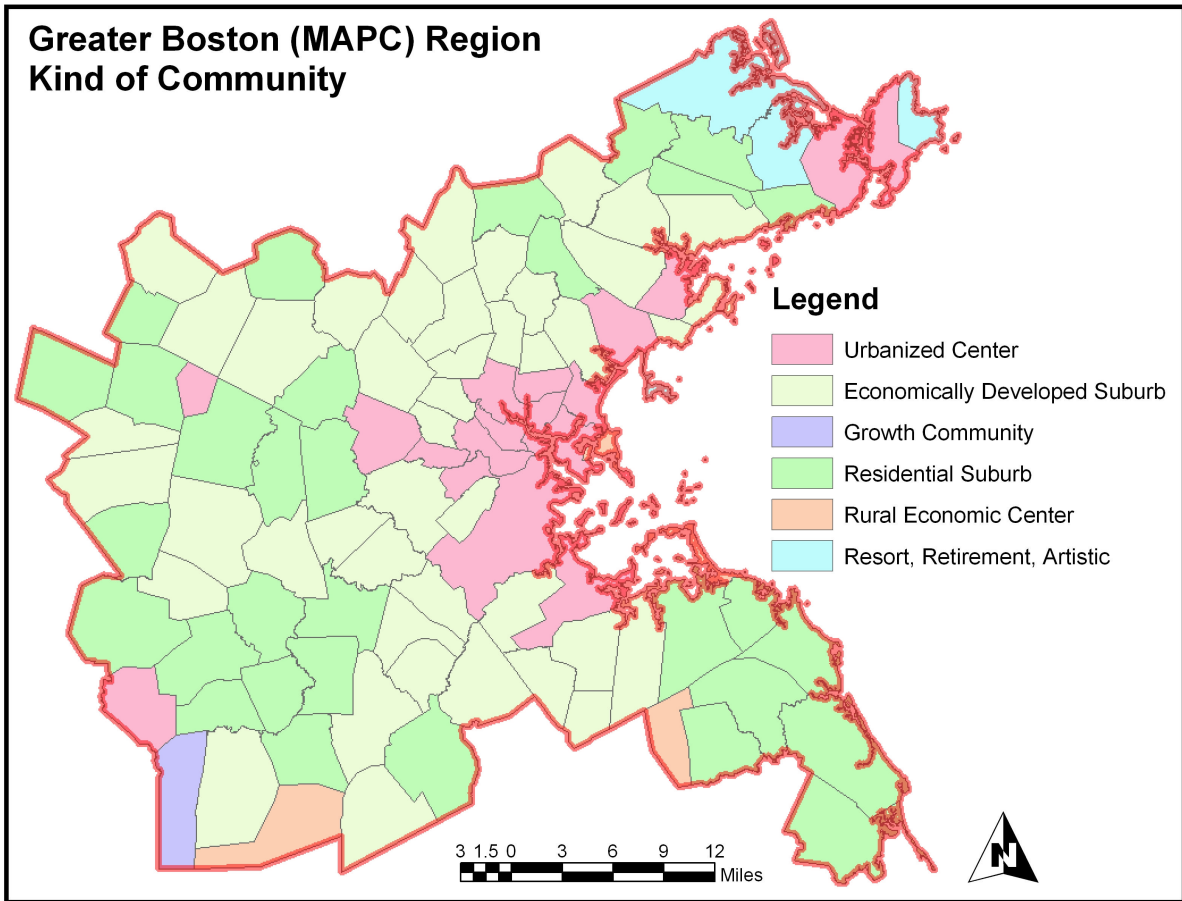 Greater Boston (MAPC) Region
Kind of Community
Legend
Urbanized Center
Economically Developed Suburb
Growth Community
Residential Suburb
Rural Economic Center
Resort, Retirement, Artistic
3 1.5 0 3 6 9 12
Miles
N